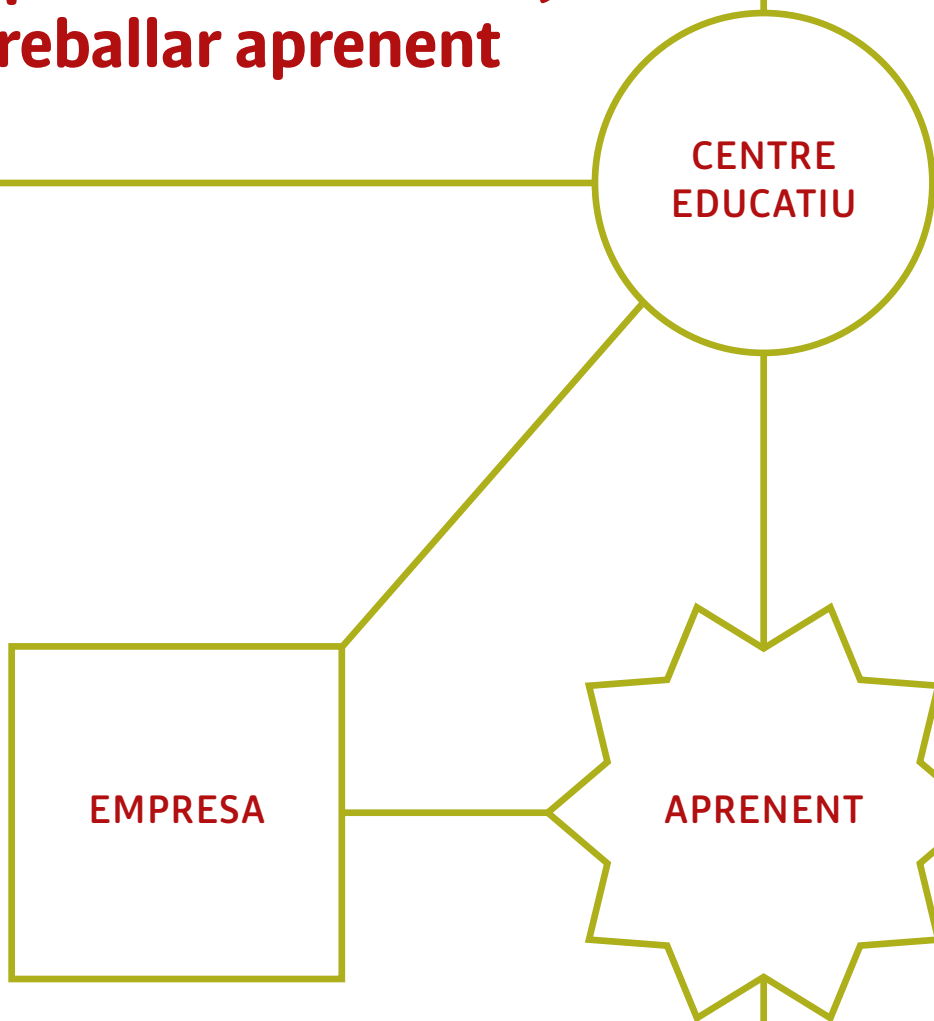 reballar aprenent
CENTRE
EDUCATIU
EMPRESA
APRENENT